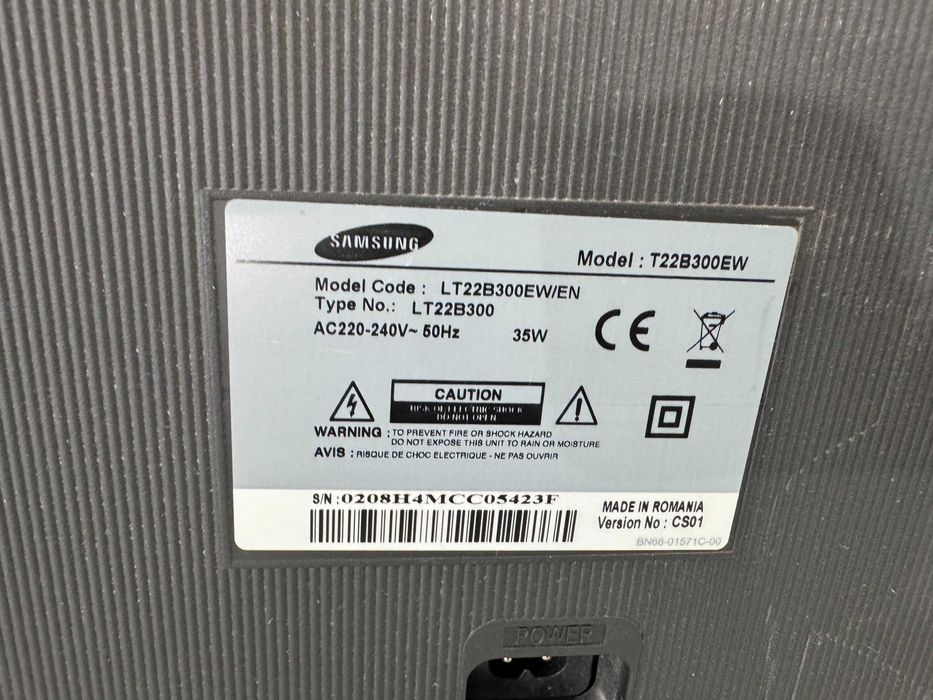 SAMSUNG
Model : T22B300EW
Model Code : LT22B300EW/EN
Type No.: LT22B300
AC220-240V~ 50Hz 35W
CE
CAUTION
RISK OF ELECTRIC SHOCK
DO NOT OPEN
WARNING : TO PREVENT FIRE OR SHOCK HAZARD
DO NOT EXPOSE THIS UNIT TO RAIN OR MOISTURE
AVIS : RISQUE DE CHOC ELECTRIQUE - NE PAS OUVRIR
S/N :0208H4MCC05423F
MADE IN ROMANIA
Version No : CS01
BN68-01571C-00
POWER